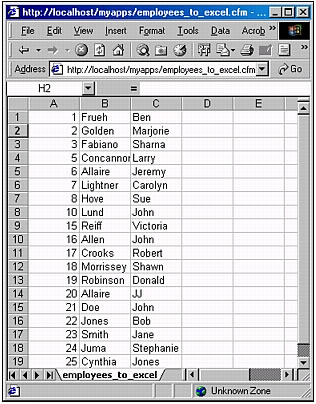 http://localhost/myapps/employees_to_excel.cfm - ...
File Edit View Insert Format Tools Data Acrob »
Address http://localhost/myapps/employees_to_excel.cfm Go
H2 =
A B C D E
1 1 Frueh Ben
2 2 Golden Marjorie
3 3 Fabiano Sharna
4 5 Concannon Larry
5 6 Allaire Jeremy
6 7 Lightner Carolyn
7 8 Hove Sue
8 10 Lund John
9 15 Reiff Victoria
10 16 Allen John
11 17 Crooks Robert
12 18 Morrissey Shawn
13 19 Robinson Donald
14 20 Allaire JJ
15 21 Doe John
16 22 Jones Bob
17 23 Smith Jane
18 24 Juma Stephanie
19 25 Cynthia Jones
employees_to_excel
Unknown Zone